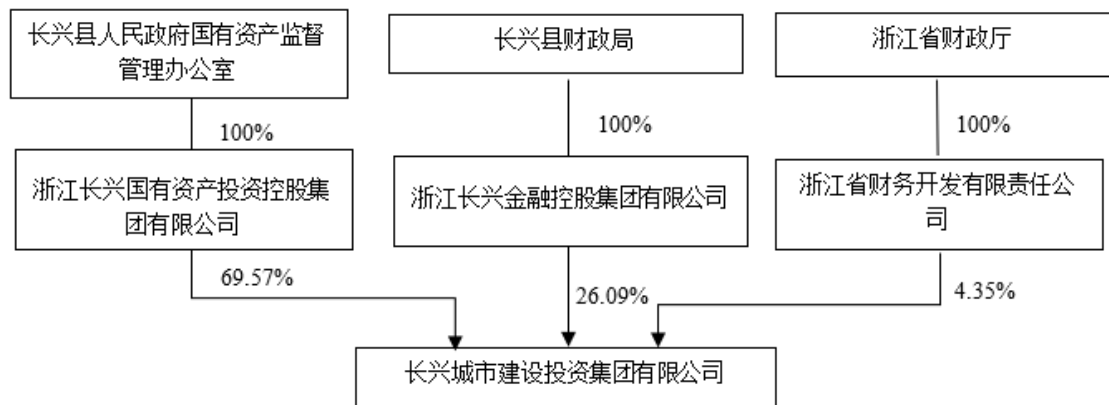 长兴县人民政府国有资产监督
管理办公室
长兴县财政局
浙江省财政厅
100%
100%
100%
浙江长兴国有资产投资控股集
团有限公司
浙江长兴金融控股集团有限公司
浙江省财务开发有限责任公
司
69.57%
26.09%
4.35%
长兴城市建设投资集团有限公司